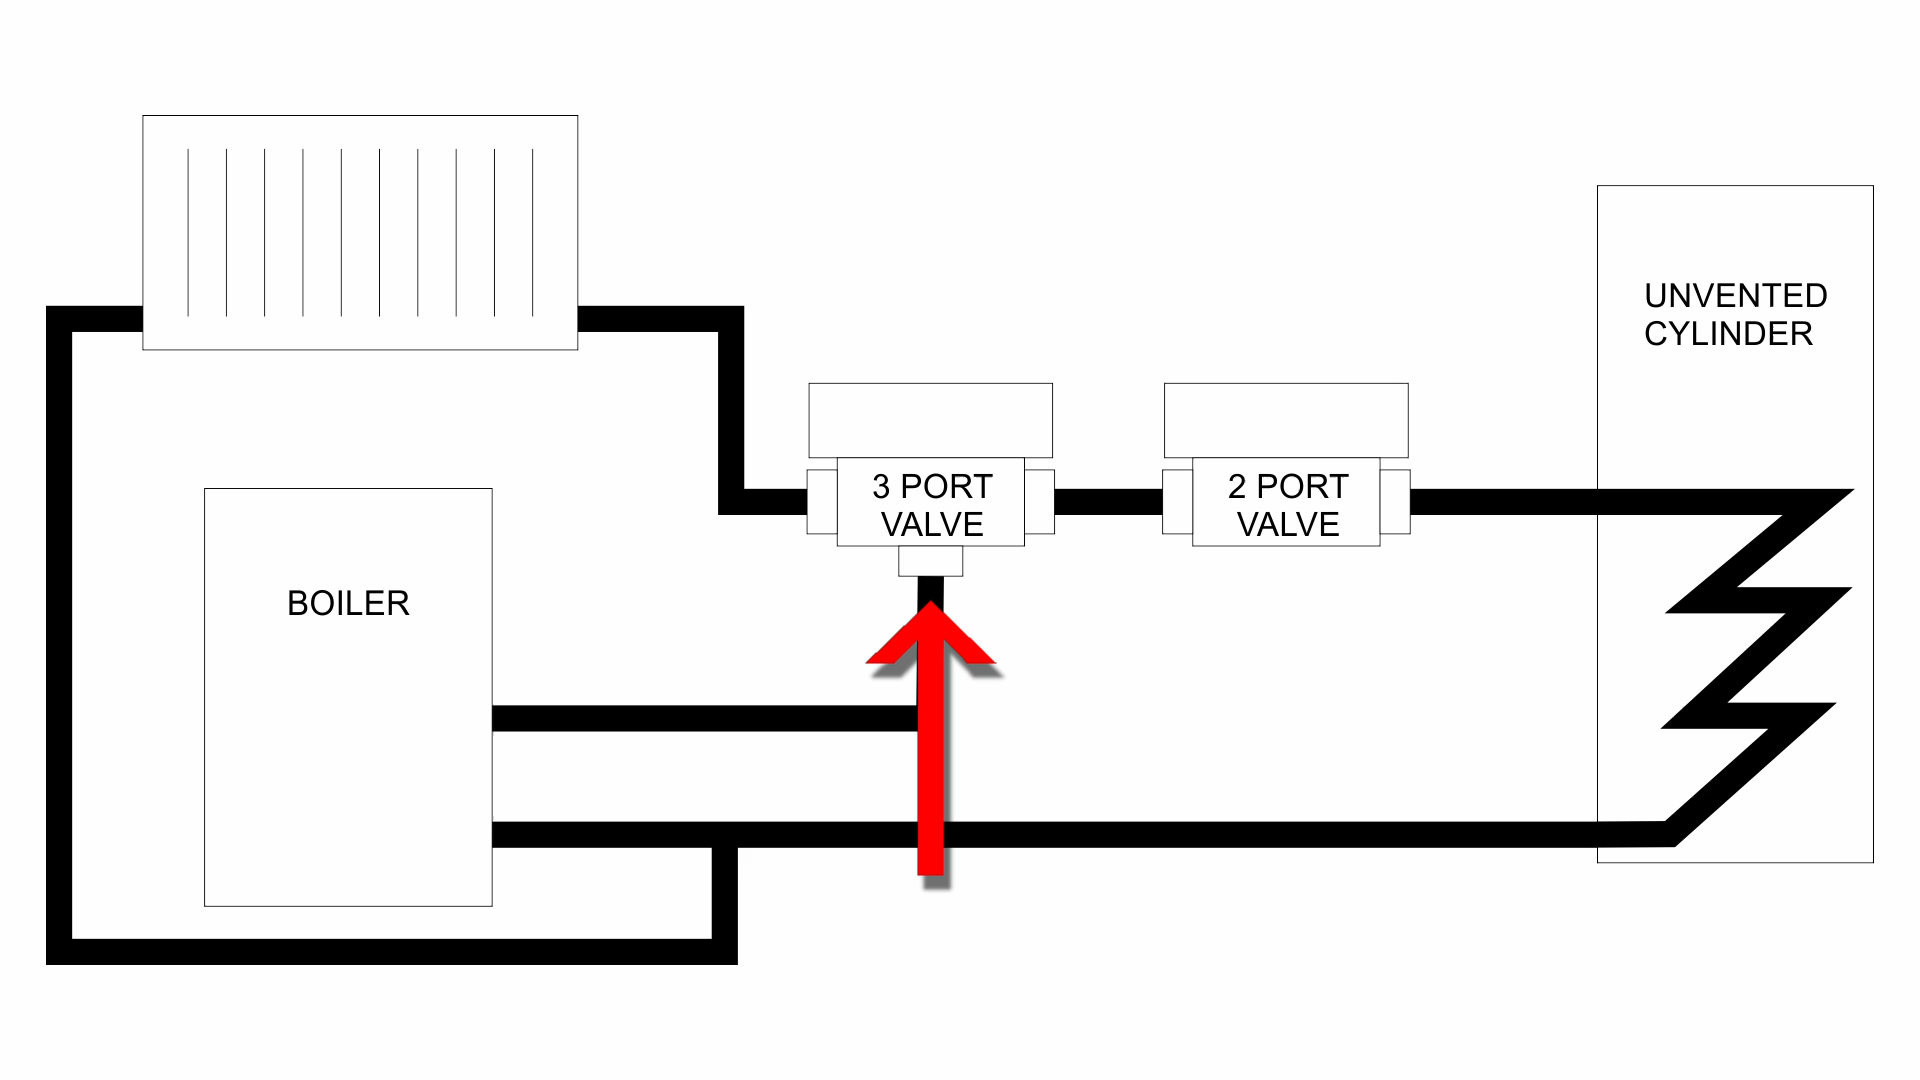 UNVENTED
CYLINDER
3 PORT
VALVE
2 PORT
VALVE
BOILER